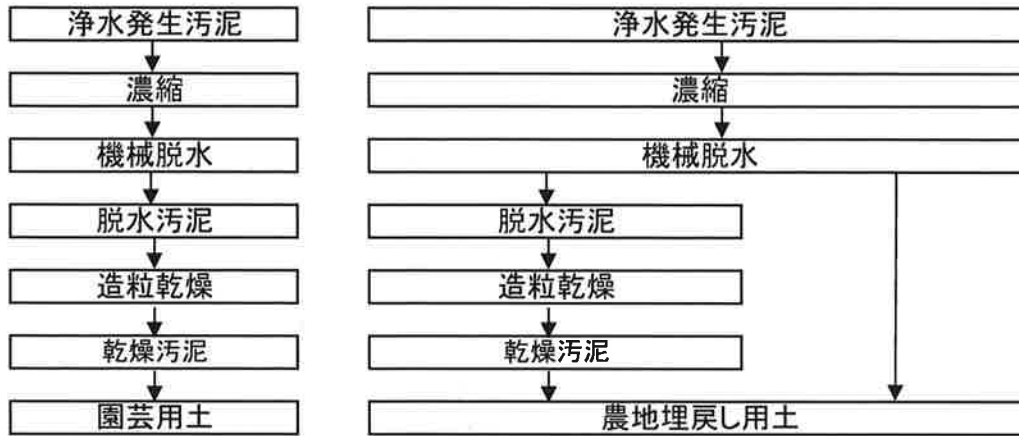 浄水発生汚泥
濃縮
機械脱水
脱水汚泥
造粒乾燥
乾燥汚泥
園芸用土
浄水発生汚泥
濃縮
機械脱水
脱水汚泥
造粒乾燥
乾燥汚泥
農地埋戻し用土